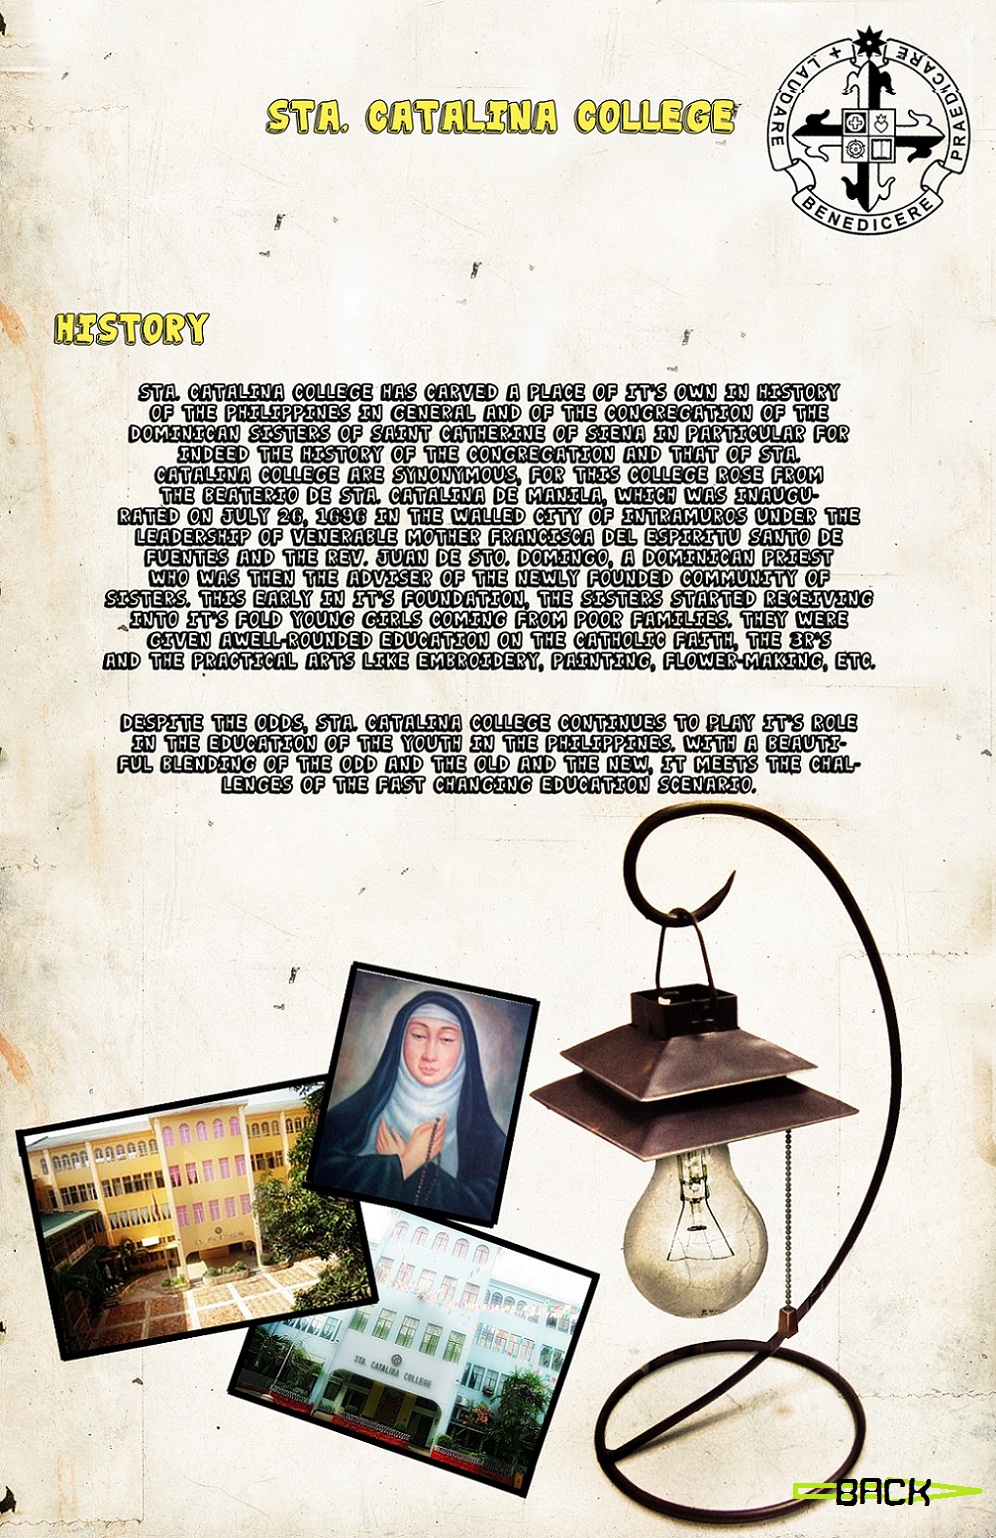 STA. CATALINA COLLEGE
LAUDARE
PRAEDICARE
BENEDICERE
HISTORY
STA. CATALINA COLLEGE HAS CARVED A PLACE OF IT'S OWN IN HISTORY
OF THE PHILIPPINES IN GENERAL AND OF THE CONGREGATION OF THE
DOMINICAN SISTERS OF SAINT CATHERINE OF SIENA IN PARTICULAR FOR
INDEED THE HISTORY OF THE CONGREGATION AND THAT OF STA.
CATALINA COLLEGE ARE SYNONYMOUS, FOR THIS COLLEGE ROSE FROM
THE BEATERIO DE STA. CATALINA DE MANILA, WHICH WAS INAUGU-
RATED ON JULY 26, 1696 IN THE WALLED CITY OF INTRAMUROS UNDER THE
LEADERSHIP OF VENERABLE MOTHER FRANCISCA DEL ESPIRITU SANTO DE
FUENTES AND THE REV. JUAN DE STO. DOMINGO, A DOMINICAN PRIEST
WHO WAS THEN THE ADVISER OF THE NEWLY FOUNDED COMMUNITY OF
SISTERS. THIS EARLY IN IT'S FOUNDATION, THE SISTERS STARTED RECEIVING
INTO IT'S FOLD YOUNG GIRLS COMING FROM POOR FAMILIES. THEY WERE
GIVEN AWELL-ROUNDED EDUCATION ON THE CATHOLIC FAITH, THE 3R'S
AND THE PRACTICAL ARTS LIKE EMBROIDERY, PAINTING, FLOWER-MAKING, ETC.
DESPITE THE ODDS, STA. CATALINA COLLEGE CONTINUES TO PLAY IT'S ROLE
IN THE EDUCATION OF THE YOUTH IN THE PHILIPPINES. WITH A BEAUTI-
FUL BLENDING OF THE ODD AND THE OLD AND THE NEW, IT MEETS THE CHAL-
LENGES OF THE FAST CHANGING EDUCATION SCENARIO.
STA. CATALINA COLLEGE
BACK